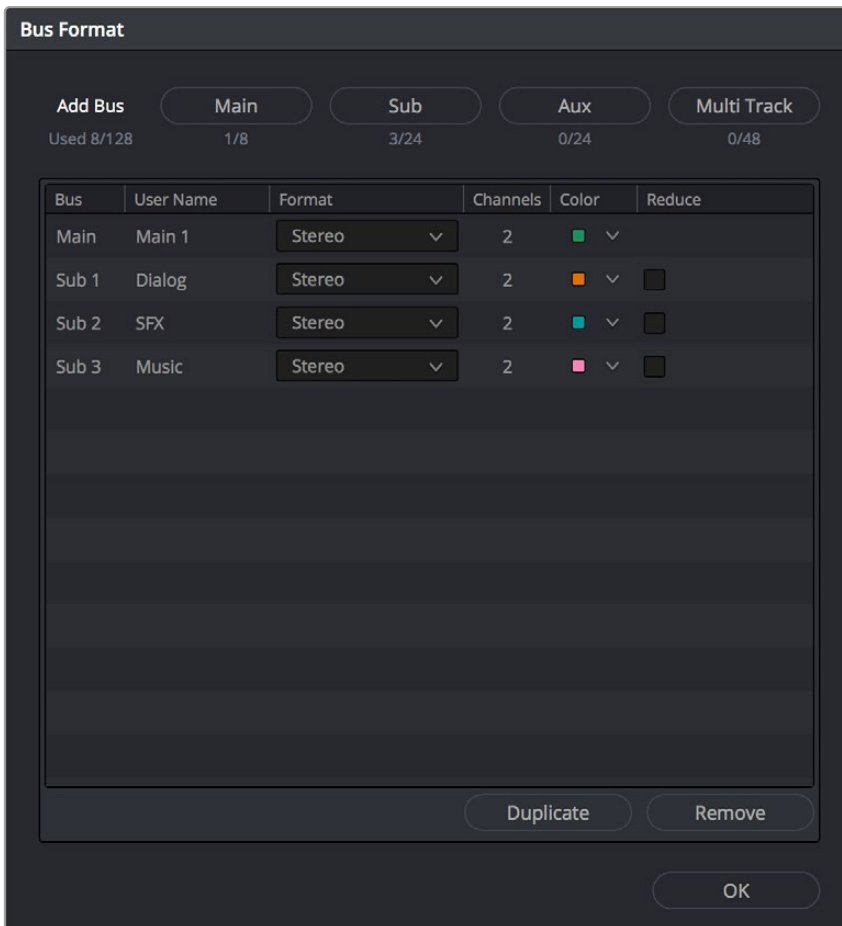 Bus Format
Add Bus Main Sub Aux Multi Track
Used 8/128 1/8 3/24 0/24 0/48
Bus User Name Format Channels Color Reduce
Main Main 1 Stereo 2
Sub 1 Dialog Stereo 2
Sub 2 SFX Stereo 2
Sub 3 Music Stereo 2
Duplicate Remove
OK